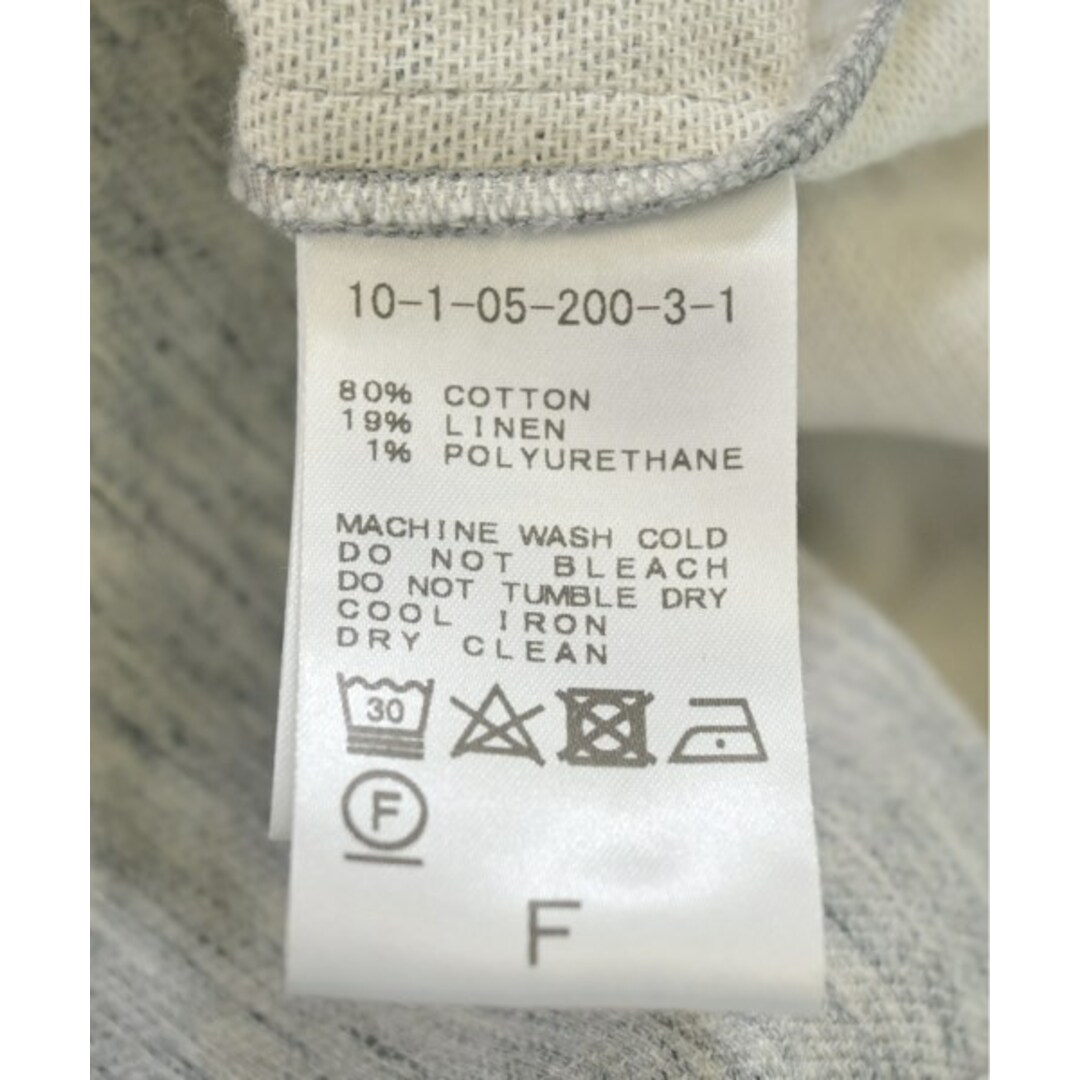 10-1-05-200-3-1
80% COTTON
19% LINEN
1% POLYURETHANE
MACHINE WASH COLD
DO NOT BLEACH
DO NOT TUMBLE DRY
COOL IRON
DRY CLEAN
30
F
F